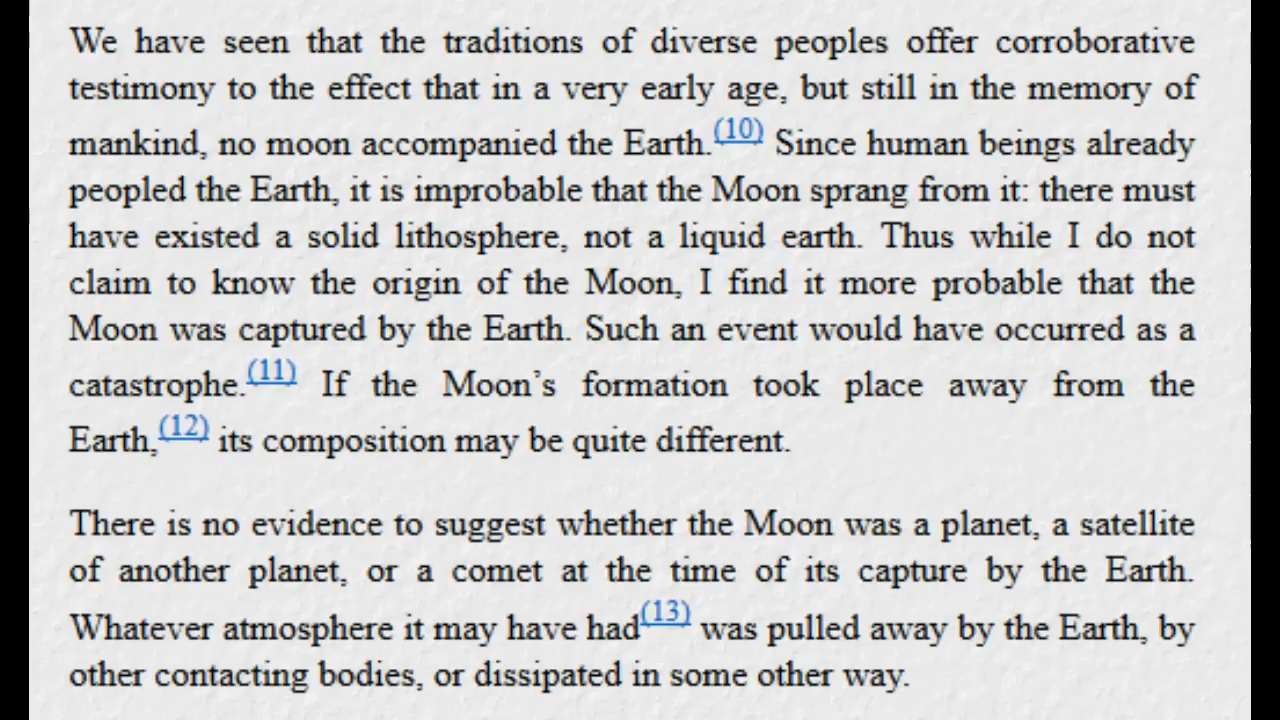 We have seen that the traditions of diverse peoples offer corroborative
testimony to the effect that in a very early age, but still in the memory of
mankind, no moon accompanied the Earth.(10) Since human beings already
peopled the Earth, it is improbable that the Moon sprang from it: there must
have existed a solid lithosphere, not a liquid earth. Thus while I do not
claim to know the origin of the Moon, I find it more probable that the
Moon was captured by the Earth. Such an event would have occurred as a
catastrophe.(11) If the Moon’s formation took place away from the
Earth,(12) its composition may be quite different.
There is no evidence to suggest whether the Moon was a planet, a satellite
of another planet, or a comet at the time of its capture by the Earth.
Whatever atmosphere it may have had(13) was pulled away by the Earth, by
other contacting bodies, or dissipated in some other way.